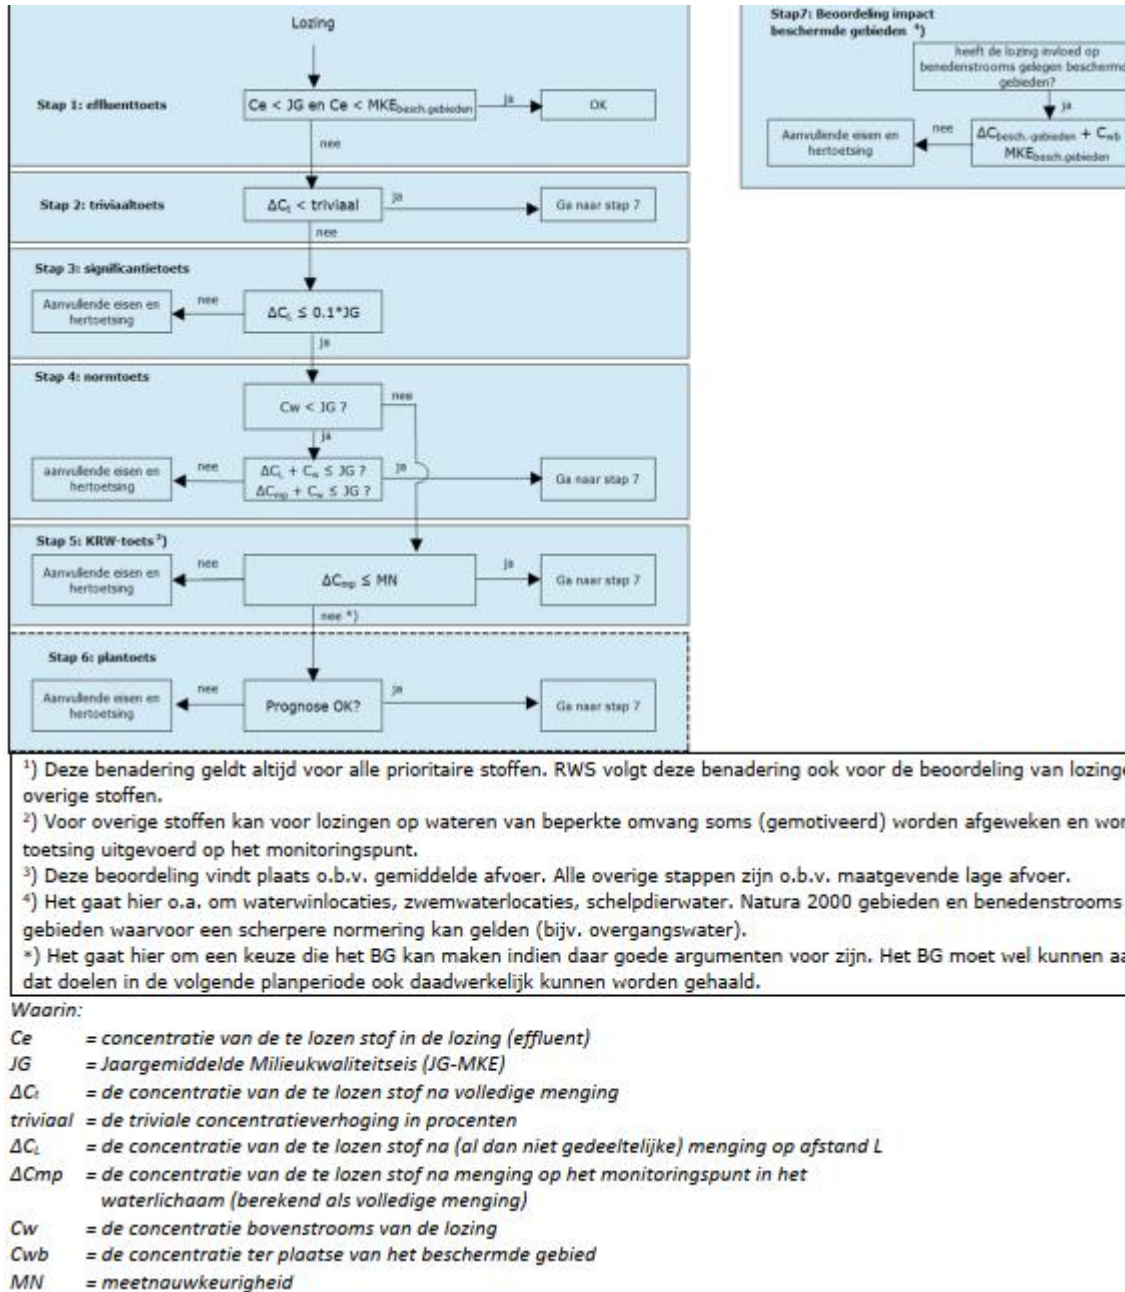 Lozing
Stap 1: effluenttoets
Ce < JG en Ce < MKEbesch.gebieden
ja
OK
nee
Stap 2: triviaaltoets
ΔCt < triviaal
ja
Ga naar stap 7
nee
Stap 3: significantietoets
Aanvullende eisen en
hertoetsing
nee
ΔCL ≤ 0.1*JG
ja
Stap 4: normtoets
Cw < JG ?
nee
ja
aanvullende eisen en
hertoetsing
nee
ΔCL + Cw ≤ JG ?
ΔCmp + Cw ≤ JG ?
ja
Ga naar stap 7
Stap 5: KRW-toets³)
Aanvullende eisen en
hertoetsing
nee
ΔCmp ≤ MN
ja
Ga naar stap 7
nee *)
Stap 6: plantoets
Aanvullende eisen en
hertoetsing
nee
Prognose OK?
ja
Ga naar stap 7
Stap7: Beoordeling impact
beschermde gebieden ⁴)
heeft de lozing invloed op
benedenstrooms gelegen beschermd
gebieden?
ja
Aanvullende eisen en
hertoetsing
nee
ΔCbesch.-gebieden + Cwb
MKEbesch.gebieden
¹) Deze benadering geldt altijd voor alle prioritaire stoffen. RWS volgt deze benadering ook voor de beoordeling van lozinge
overige stoffen.
²) Voor overige stoffen kan voor lozingen op wateren van beperkte omvang soms (gemotiveerd) worden afgeweken en wor
toetsing uitgevoerd op het monitoringspunt.
³) Deze beoordeling vindt plaats o.b.v. gemiddelde afvoer. Alle overige stappen zijn o.b.v. maatgevende lage afvoer.
⁴) Het gaat hier o.a. om waterwinlocaties, zwemwaterlocaties, schelpdierwater. Natura 2000 gebieden en benedenstrooms
gebieden waarvoor een scherpere normering kan gelden (bijv. overgangswater).
*) Het gaat hier om een keuze die het BG kan maken indien daar goede argumenten voor zijn. Het BG moet wel kunnen aa
dat doelen in de volgende planperiode ook daadwerkelijk kunnen worden gehaald.
Waarin:
Ce = concentratie van de te lozen stof in de lozing (effluent)
JG = Jaargemiddelde Milieukwaliteitseis (JG-MKE)
ΔCt = de concentratie van de te lozen stof na volledige menging
triviaal = de triviale concentratieverhoging in procenten
ΔCL = de concentratie van de te lozen stof na (al dan niet gedeeltelijke) menging op afstand L
ΔCmp = de concentratie van de te lozen stof na menging op het monitoringspunt in het
waterlichaam (berekend als volledige menging)
Cw = de concentratie bovenstrooms van de lozing
Cwb = de concentratie ter plaatse van het beschermde gebied
MN = meetnauwkeurigheid